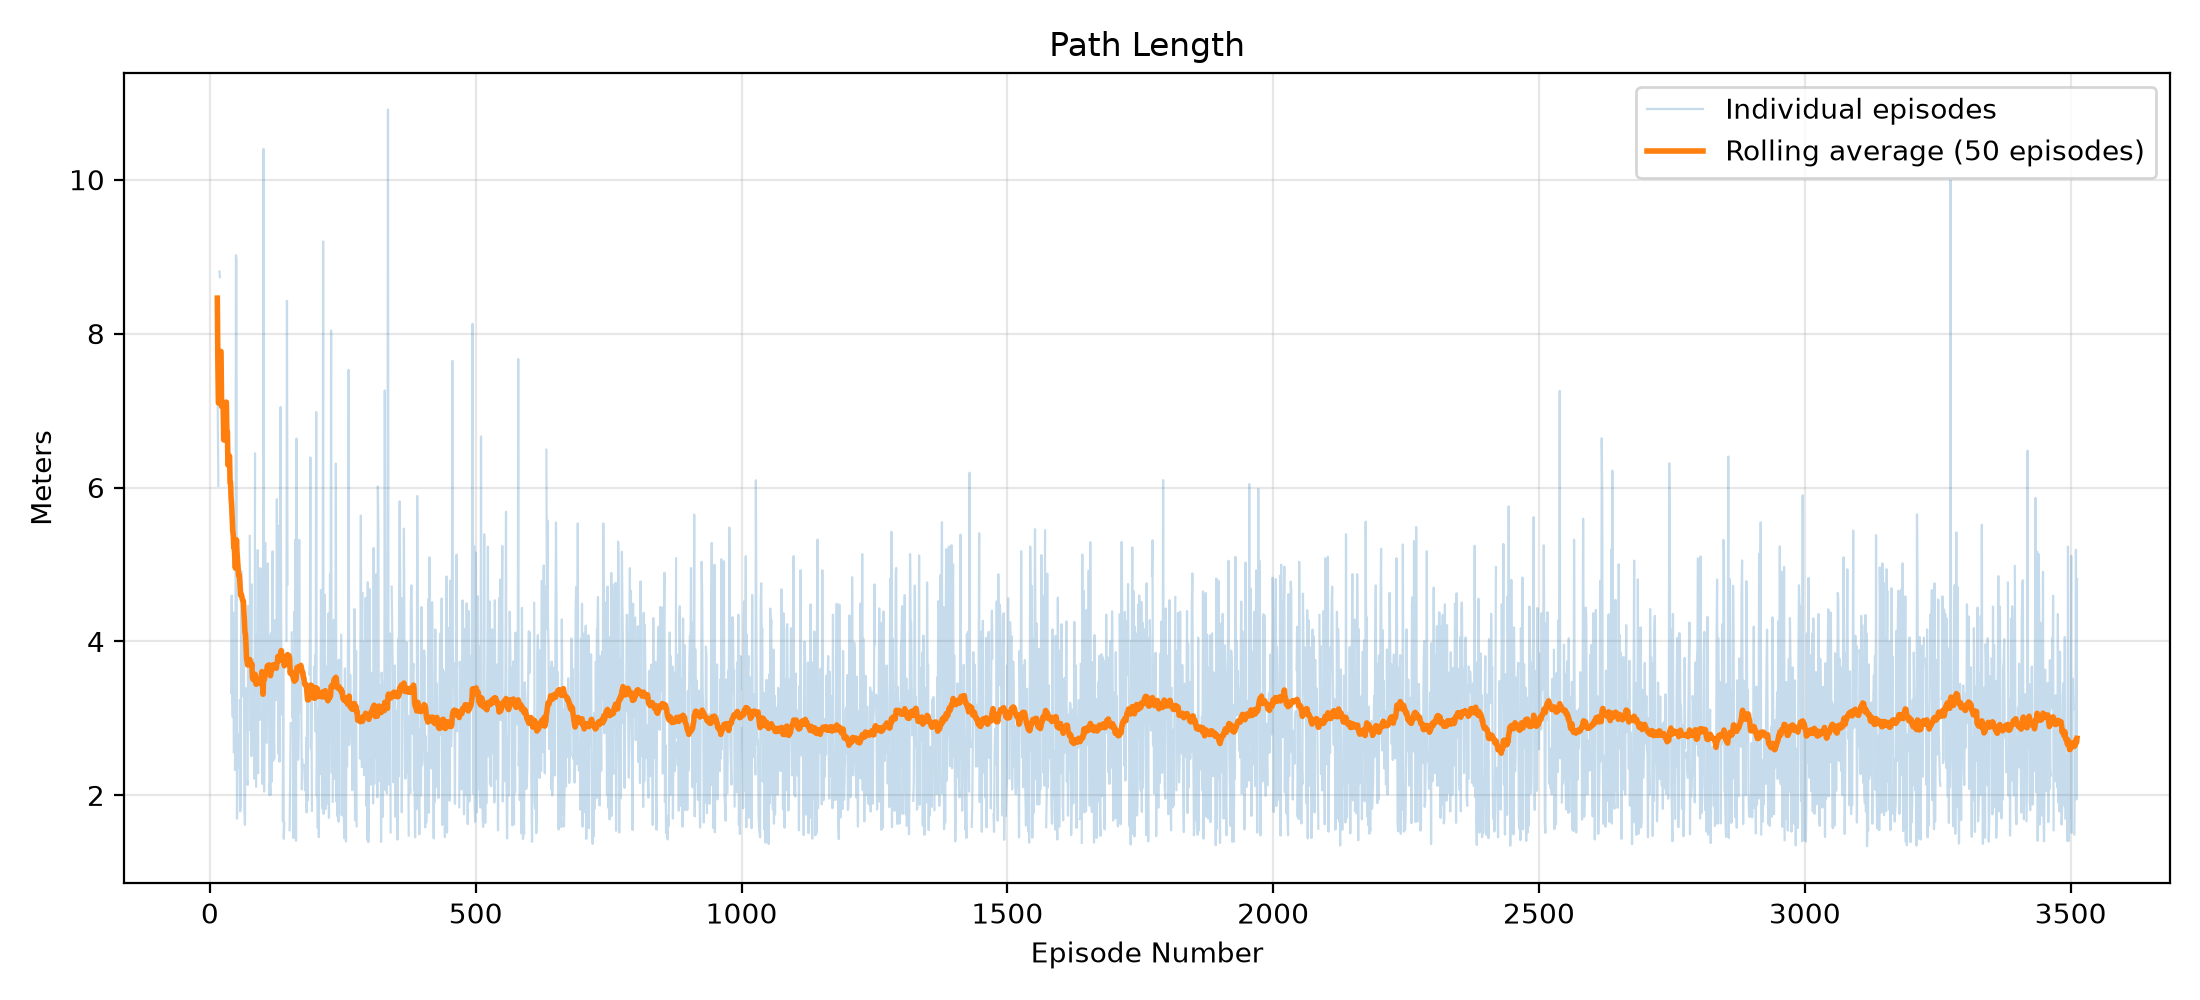 Path Length
Individual episodes
Rolling average (50 episodes)
10
8
6
4
2
Meters
0
500
1000
1500
2000
2500
3000
3500
Episode Number